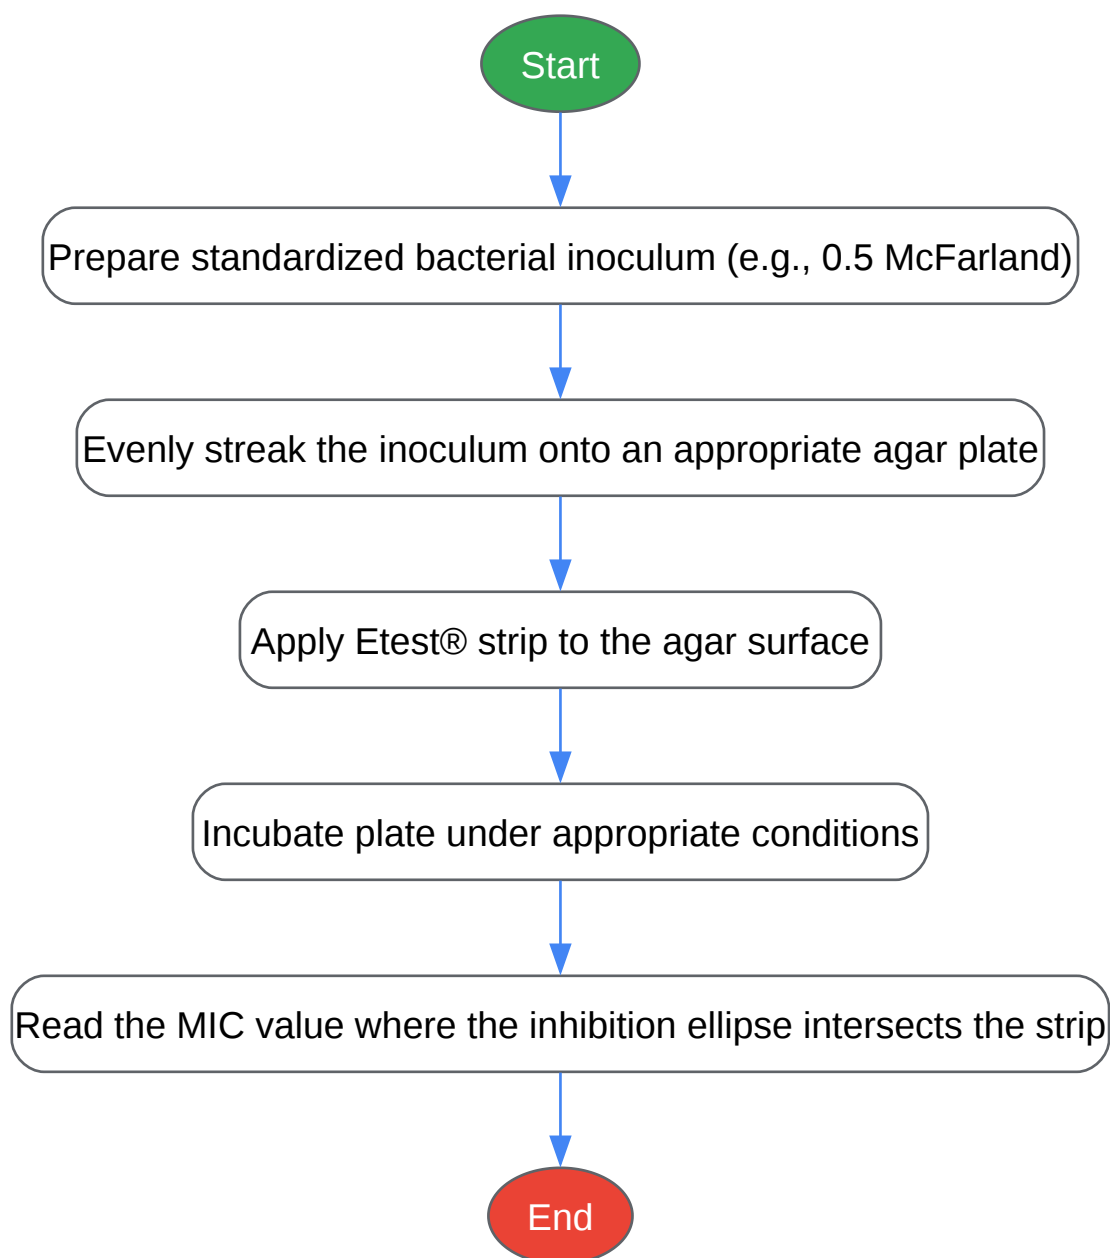 Start
Prepare standardized bacterial inoculum (e.g., 0.5 McFarland)
Evenly streak the inoculum onto an appropriate agar plate
Apply Etest® strip to the agar surface
Incubate plate under appropriate conditions
Read the MIC value where the inhibition ellipse intersects the strip
End